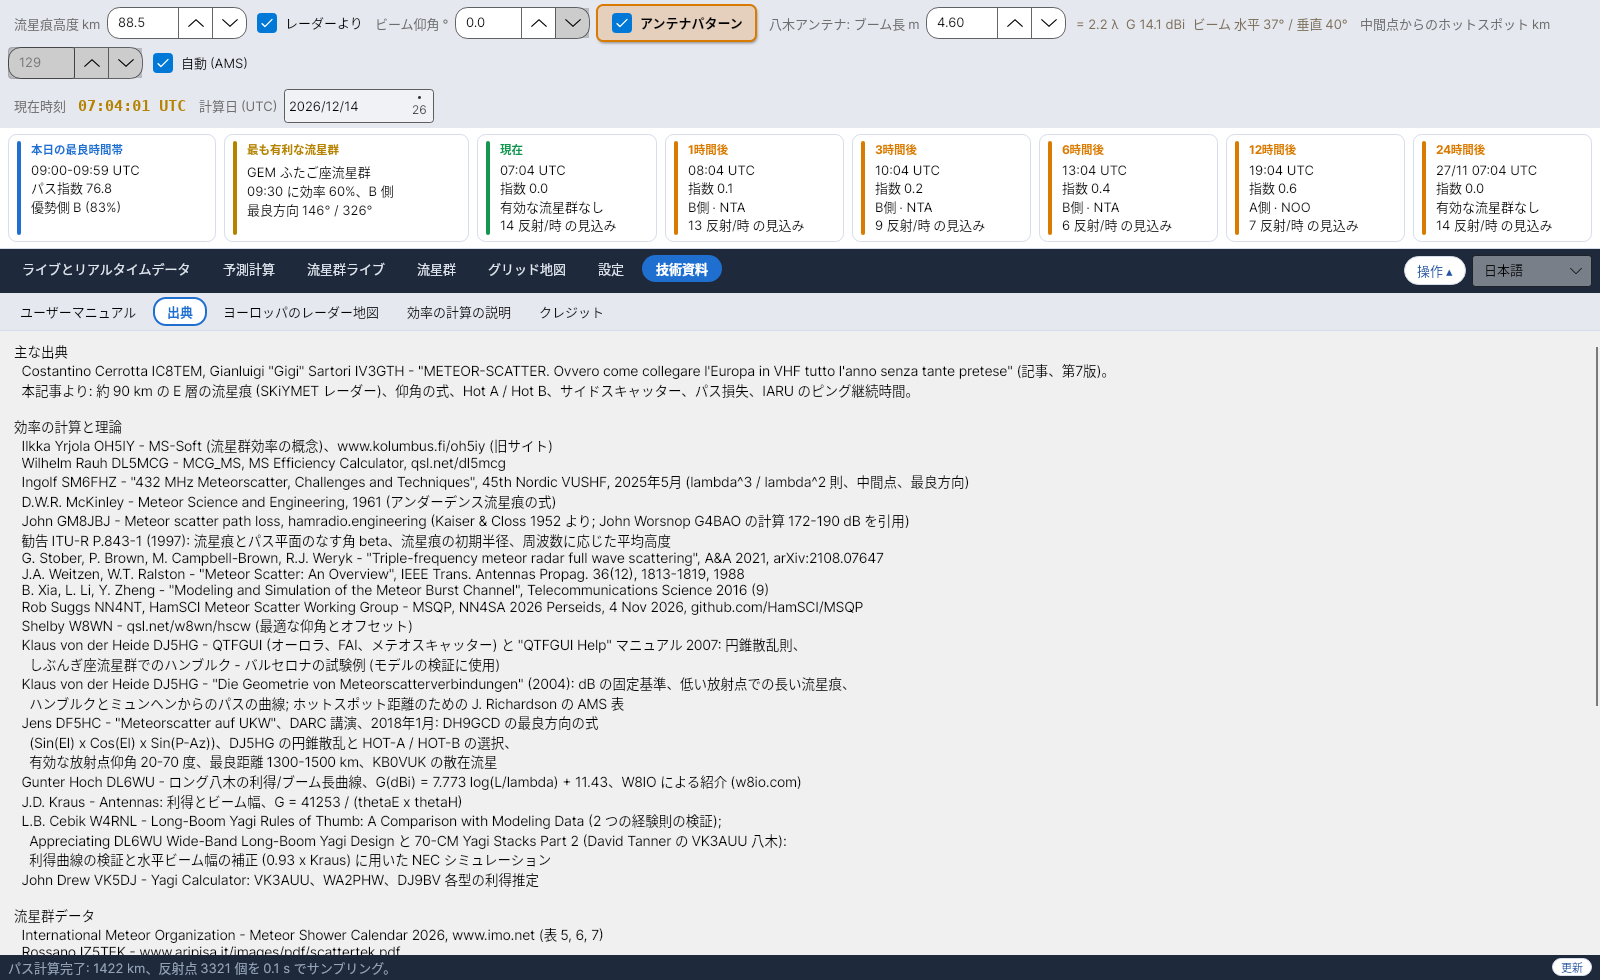 流星痕高度 km 88.5 レーダーより ビーム仰角 ° 0.0 アンテナパターン 八木アンテナ: ブーム長 m 4.60 = 2.2 λ G 14.1 dBi ビーム 水平 37° / 垂直 40° 中間点からのホットスポット km
129 自動 (AMS)
現在時刻 07:04:01 UTC 計算日 (UTC) 2026/12/14 26
本日の最良時間帯
09:00-09:59 UTC
パス指数 76.8
優勢側 B (83%)
最も有利な流星群
GEM ふたご座流星群
09:30 に効率 60%、B 側
最良方向 146° / 326°
現在
07:04 UTC
指数 0.0
有効な流星群なし
14 反射/時 の見込み
1時間後
08:04 UTC
指数 0.1
B側 · NTA
13 反射/時 の見込み
3時間後
10:04 UTC
指数 0.2
B側 · NTA
9 反射/時 の見込み
6時間後
13:04 UTC
指数 0.4
B側 · NTA
6 反射/時 の見込み
12時間後
19:04 UTC
指数 0.6
A側 · NOO
7 反射/時 の見込み
24時間後
27/11 07:04 UTC
指数 0.0
有効な流星群なし
14 反射/時 の見込み
ライブとリアルタイムデータ 予測計算 流星群ライブ 流星群 グリッド地図 設定 技術資料 操作 ▴ 日本語
ユーザーマニュアル 出典 ヨーロッパのレーダー地図 効率の計算の説明 クレジット
主な出典
Costantino Cerrotta IC8TEM, Gianluigi "Gigi" Sartori IV3GTH - "METEOR-SCATTER. Ovvero come collegare l'Europa in VHF tutto l'anno senza tante pretese" (記事、第7版)。
本記事より: 約 90 km の E 層の流星痕 (SKiYMET レーダー)、仰角の式、Hot A / Hot B、サイドスキャッター、パス損失、IARU のピング継続時間。
効率の計算と理論
Ilkka Yrjola OH5IY - MS-Soft (流星群効率の概念)、www.kolumbus.fi/oh5iy (旧サイト)
Wilhelm Rauh DL5MCG - MCG_MS, MS Efficiency Calculator, qsl.net/dl5mcg
Ingolf SM6FHZ - "432 MHz Meteorscatter, Challenges and Techniques", 45th Nordic VUSHF, 2025年5月 (lambda^3 / lambda^2 則、中間点、最良方向)
D.W.R. McKinley - Meteor Science and Engineering, 1961 (アンダーデンス流星痕の式)
John GM8JBJ - Meteor scatter path loss, hamradio.engineering (Kaiser & Closs 1952 より; John Worsnop G4BAO の計算 172-190 dB を引用)
勧告 ITU-R P.843-1 (1997): 流星痕とパス平面のなす角 beta、流星痕の初期半径、周波数に応じた平均高度
G. Stober, P. Brown, M. Campbell-Brown, R.J. Weryk - "Triple-frequency meteor radar full wave scattering", A&A 2021, arXiv:2108.07647
J.A. Weitzen, W.T. Ralston - "Meteor Scatter: An Overview", IEEE Trans. Antennas Propag. 36(12), 1813-1819, 1988
B. Xia, L. Li, Y. Zheng - "Modeling and Simulation of the Meteor Burst Channel", Telecommunications Science 2016 (9)
Rob Suggs NN4NT, HamSCI Meteor Scatter Working Group - MSQP, NN4SA 2026 Perseids, 4 Nov 2026, github.com/HamSCI/MSQP
Shelby W8WN - qsl.net/w8wn/hscw (最適な仰角とオフセット)
Klaus von der Heide DJ5HG - QTFGUI (オーロラ、FAI、メテオスキャッター) と "QTFGUI Help" マニュアル 2007: 円錐散乱則、
しぶんぎ座流星群でのハンブルク - バルセロナの試験例 (モデルの検証に使用)
Klaus von der Heide DJ5HG - "Die Geometrie von Meteorscatterverbindungen" (2004): dB の固定基準、低い放射点での長い流星痕、
ハンブルクとミュンヘンからのパスの曲線; ホットスポット距離のための J. Richardson の AMS 表
Jens DF5HC - "Meteorscatter auf UKW"、DARC 講演、2018年1月: DH9GCD の最良方向の式
(Sin(El) x Cos(El) x Sin(P-Az))、DJ5HG の円錐散乱と HOT-A / HOT-B の選択、
有効な放射点仰角 20-70 度、最良距離 1300-1500 km、KB0VUK の散在流星
Gunter Hoch DL6WU - ロング八木の利得/ブーム長曲線、G(dBi) = 7.773 log(L/lambda) + 11.43、W8IO による紹介 (w8io.com)
J.D. Kraus - Antennas: 利得とビーム幅、G = 41253 / (thetaE x thetaH)
L.B. Cebik W4RNL - Long-Boom Yagi Rules of Thumb: A Comparison with Modeling Data (2 つの経験則の検証);
Appreciating DL6WU Wide-Band Long-Boom Yagi Design と 70-CM Yagi Stacks Part 2 (David Tanner の VK3AUU 八木):
利得曲線の検証と水平ビーム幅の補正 (0.93 x Kraus) に用いた NEC シミュレーション
John Drew VK5DJ - Yagi Calculator: VK3AUU、WA2PHW、DJ9BV 各型の利得推定
流星群データ
International Meteor Organization - Meteor Shower Calendar 2026, www.imo.net (表 5, 6, 7)
Rossano IZ5TEK - www.aripisa.it/images/pdf/scattertek.pdf
パス計算完了: 1422 km、反射点 3321 個を 0.1 s でサンプリング。 更新